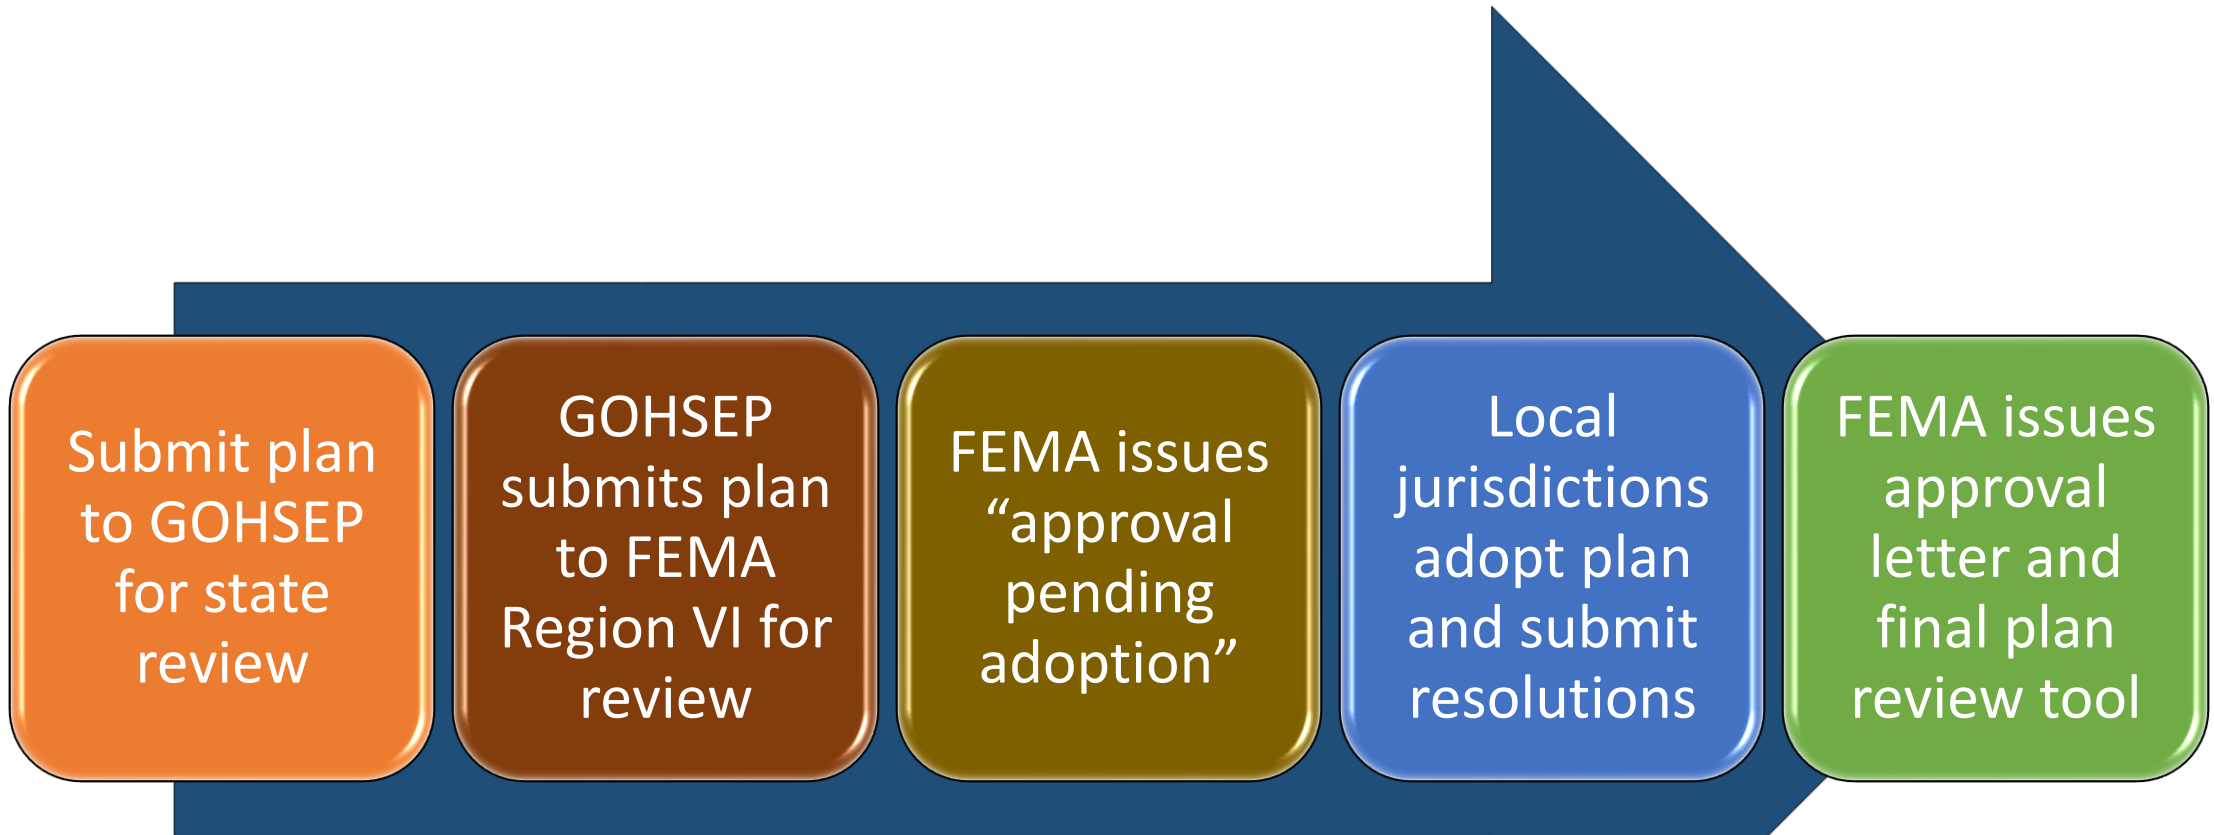 Submit plan
to GOHSEP
for state
review
GOHSEP
submits plan
to FEMA
Region VI for
review
FEMA issues
“approval
pending
adoption”
Local
jurisdictions
adopt plan
and submit
resolutions
FEMA issues
approval
letter and
final plan
review tool